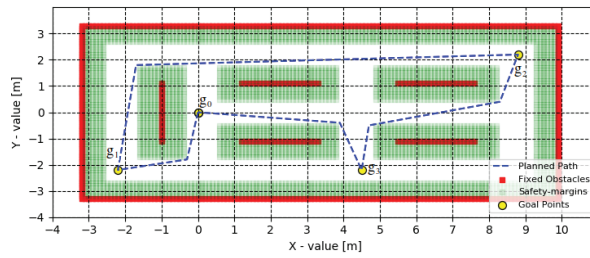 3
2
1
0
−1
−2
−3
−4
Y - value [m]
g0
g1
g2
g3
Planned Path
Fixed Obstacles
Safety-margins
Goal Points
−4 −3 −2 −1 0 1 2 3 4 5 6 7 8 9 10
X - value [m]